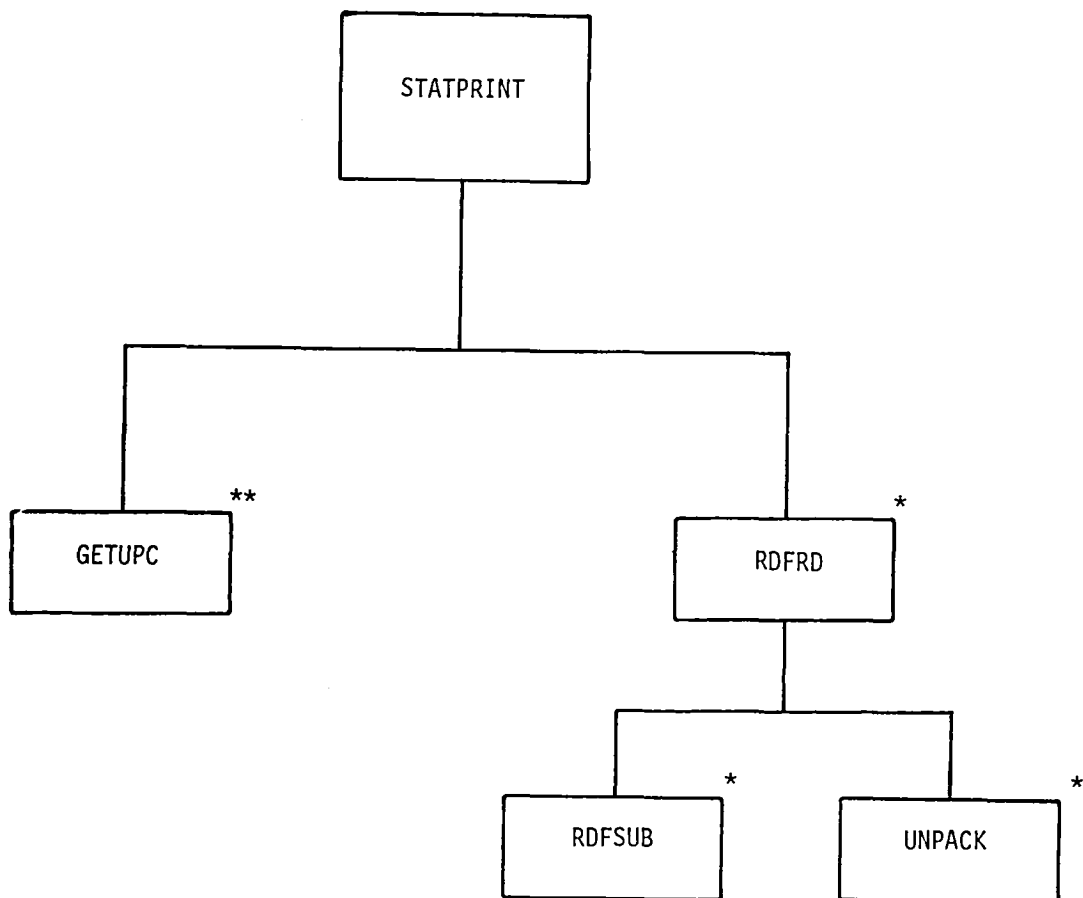 STATPRINT
**
GETUPC
*
RDFRD
*
RDFSUB
*
UNPACK